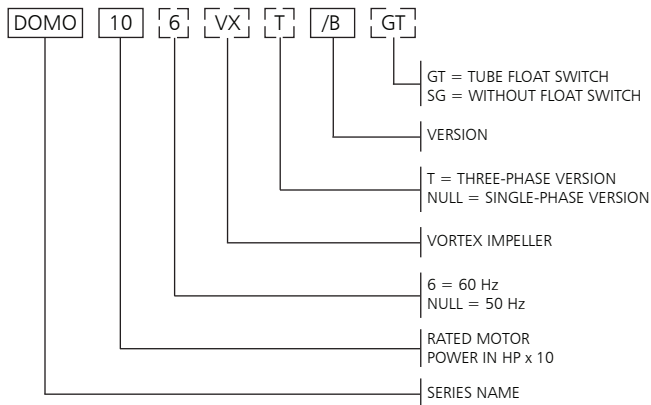 DOMO 10 6 VX T /B GT
GT = TUBE FLOAT SWITCH
SG = WITHOUT FLOAT SWITCH
VERSION
T = THREE-PHASE VERSION
NULL = SINGLE-PHASE VERSION
VORTEX IMPELLER
6 = 60 Hz
NULL = 50 Hz
RATED MOTOR
POWER IN HP x 10
SERIES NAME